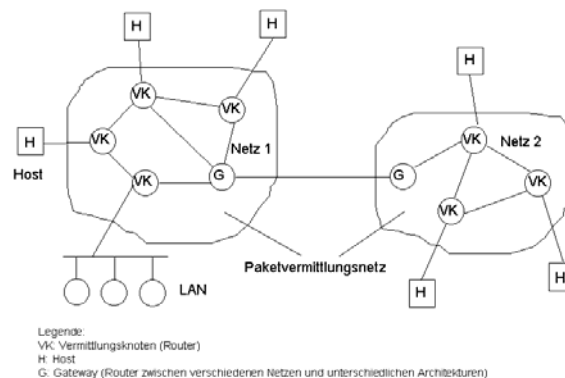 H
H
H
VK
VK
H
VK
Netz 1
Netz 2
VK
Host
VK
G
G
VK
VK
Paketvermittlungsnetz
LAN
H
H
Legende:
VK: Vermittlungsknoten (Router)
H: Host
G: Gateway (Router zwischen verschiedenen Netzen und unterschiedlichen Architekturen)